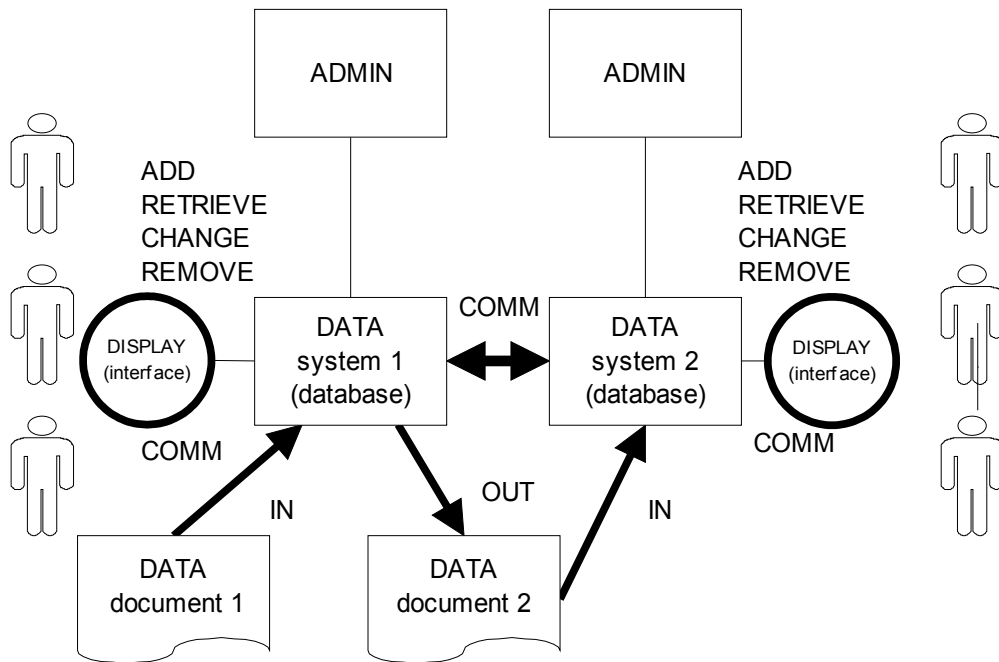 ADMIN
ADMIN
ADD
RETRIEVE
CHANGE
REMOVE
ADD
RETRIEVE
CHANGE
REMOVE
DISPLAY
(interface)
DATA
system 1
(database)
COMM
DATA
system 2
(database)
DISPLAY
(interface)
COMM
COMM
IN
OUT
IN
DATA
document 1
DATA
document 2